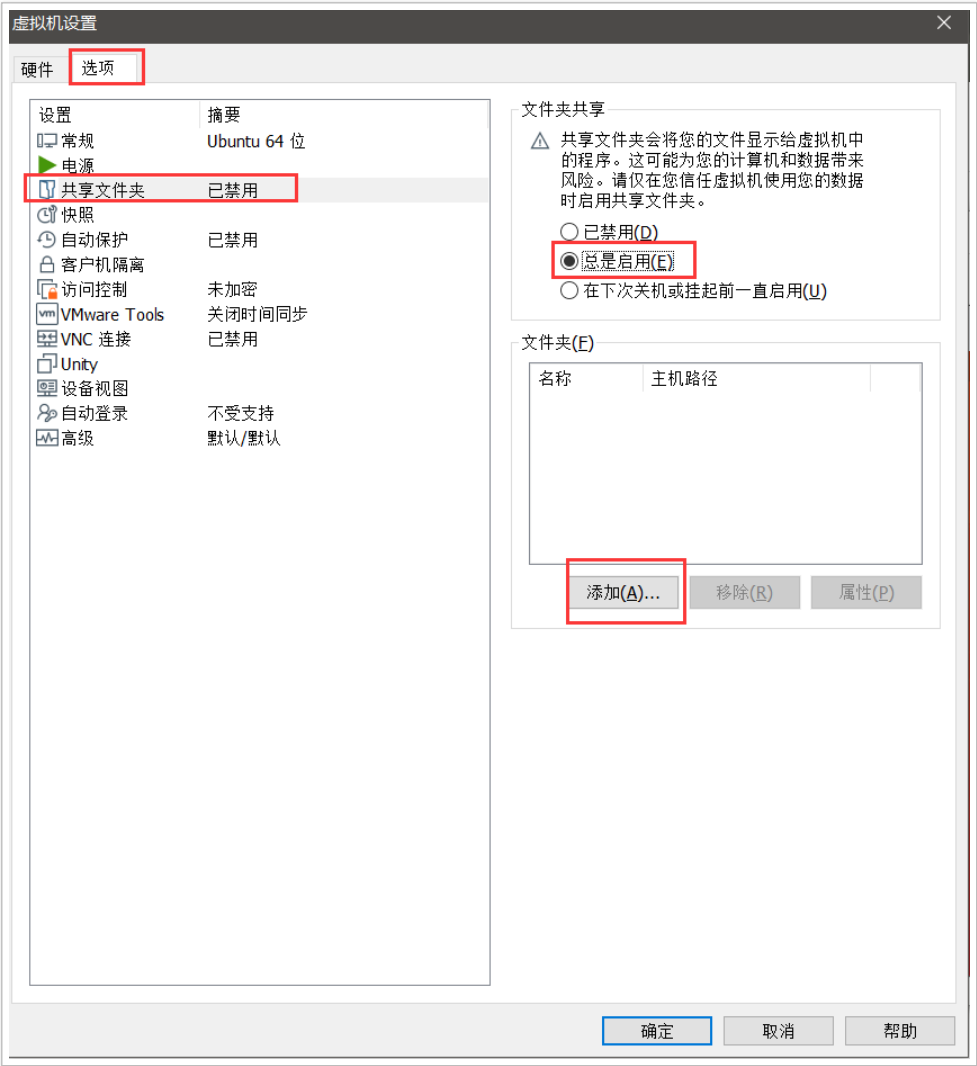 虚拟机设置
硬件 选项
设置 摘要
常规 Ubuntu 64 位
电源
共享文件夹 已禁用
快照
自动保护 已禁用
客户机隔离
访问控制 未加密
vm VMware Tools 关闭时间同步
VNC 连接 已禁用
Unity
设备视图
自动登录 不受支持
高级 默认/默认
文件夹共享
共享文件夹会将您的文件显示给虚拟机中
的程序。这可能为您的计算机和数据带来
风险。请仅在您信任虚拟机使用您的数据
时启用共享文件夹。
已禁用(D)
总是启用(E)
在下次关机或挂起前一直启用(U)
文件夹(F)
名称 主机路径
添加(A)... 移除(R) 属性(P)
确定 取消 帮助